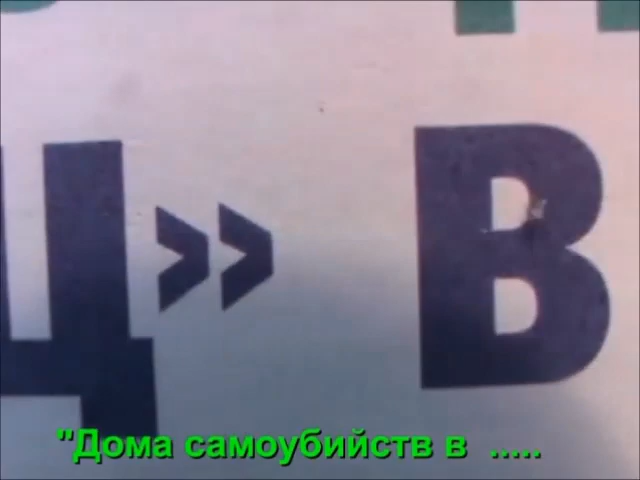 Ц» В
"Дома самоубийств в .....